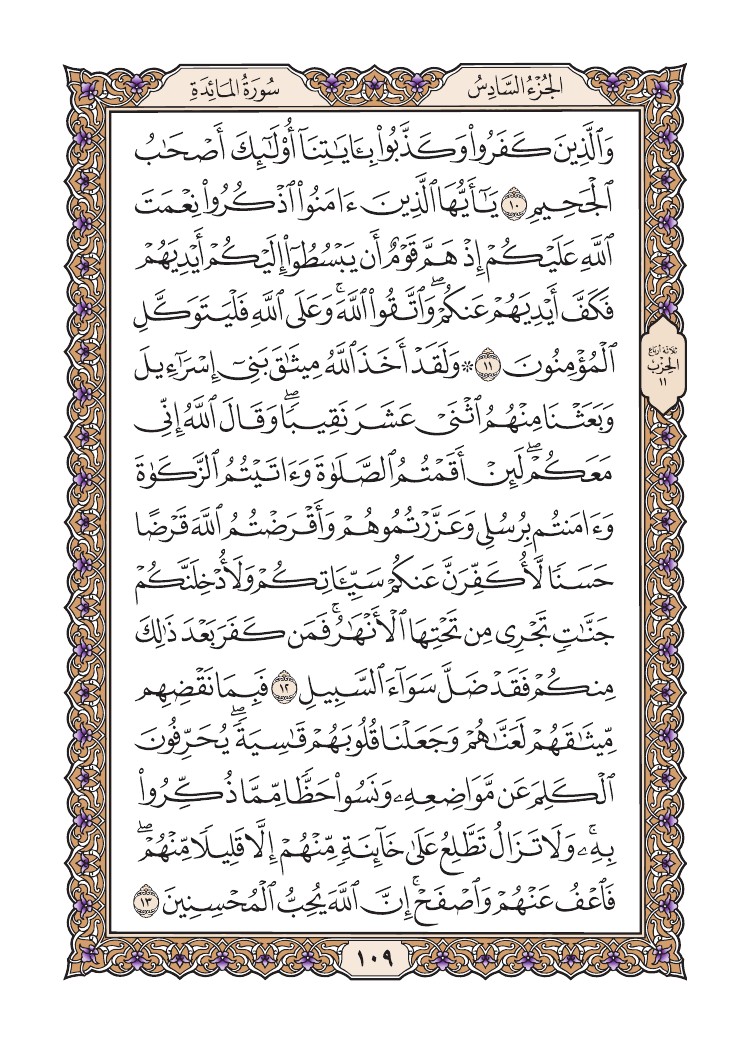 الجُزْءُ السَّادِسُ
سُورَةُ المَائِدَةِ
وَٱلَّذِينَ كَفَرُواْ وَكَذَّبُواْ بِـَٔايَٰتِنَآ أُوْلَٰٓئِكَ أَصۡحَٰبُ
ٱلۡجَحِيمِ ١٠ يَٰٓأَيُّهَا ٱلَّذِينَ ءَامَنُواْ ٱذۡكُرُواْ نِعۡمَتَ
ٱللَّهِ عَلَيۡكُمۡ إِذۡ هَمَّ قَوۡمٌ أَن يَبۡسُطُوٓاْ إِلَيۡكُمۡ أَيۡدِيَهُمۡ
فَكَفَّ أَيۡدِيَهُمۡ عَنكُمۡۖ وَٱتَّقُواْ ٱللَّهَۚ وَعَلَى ٱللَّهِ فَلۡيَتَوَكَّلِ
ٱلۡمُؤۡمِنُونَ ١١ ۞ وَلَقَدۡ أَخَذَ ٱللَّهُ مِيثَٰقَ بَنِيٓ إِسۡرَٰٓءِيلَ
وَبَعَثۡنَا مِنۡهُمُ ٱثۡنَيۡ عَشَرَ نَقِيبٗاۖ وَقَالَ ٱللَّهُ إِنِّي
مَعَكُمۡۖ لَئِنۡ أَقَمۡتُمُ ٱلصَّلَوٰةَ وَءَاتَيۡتُمُ ٱلزَّكَوٰةَ
وَءَامَنتُم بِرُسُلِي وَعَزَّرۡتُمُوهُمۡ وَأَقۡرَضۡتُمُ ٱللَّهَ قَرۡضًا
حَسَنٗا لَّأُكَفِّرَنَّ عَنكُمۡ سَيِّـَٔاتِكُمۡ وَلَأُدۡخِلَنَّكُمۡ
جَنَّٰتٖ تَجۡرِي مِن تَحۡتِهَا ٱلۡأَنۡهَٰرُۚ فَمَن كَفَرَ بَعۡدَ ذَٰلِكَ
مِنكُمۡ فَقَدۡ ضَلَّ سَوَآءَ ٱلسَّبِيلِ ١٢ فَبِمَا نَقۡضِهِم
مِّيثَٰقَهُمۡ لَعَنَّٰهُمۡ وَجَعَلۡنَا قُلُوبَهُمۡ قَٰسِيَةٗۖ يُحَرِّفُونَ
ٱلۡكَلِمَ عَن مَّوَاضِعِهِۦ وَنَسُواْ حَظّٗا مِّمَّا ذُكِّرُواْ
بِهِۦۚ وَلَا تَزَالُ تَطَّلِعُ عَلَىٰ خَآئِنَةٖ مِّنۡهُمۡ إِلَّا قَلِيلٗا مِّنۡهُمۡۖ
فَٱعۡفُ عَنۡهُمۡ وَٱصۡفَحۡۚ إِنَّ ٱللَّهَ يُحِبُّ ٱلۡمُحۡسِنِينَ ١٣
ثلاثة أرباع
الحزب
١١
١٠٩